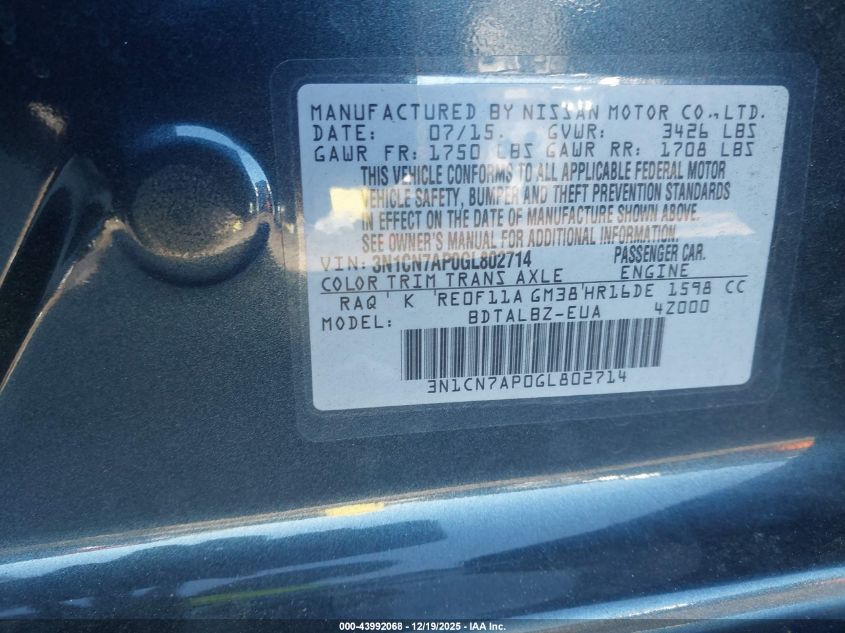 MANUFACTURED BY NISSAN MOTOR CO.,LTD.
DATE: 07/15. GVWR: 3426 LBS
GAWR FR: 1750 LBS GAWR RR: 1708 LBS
THIS VEHICLE CONFORMS TO ALL APPLICABLE FEDERAL MOTOR
VEHICLE SAFETY, BUMPER AND THEFT PREVENTION STANDARDS
IN EFFECT ON THE DATE OF MANUFACTURE SHOWN ABOVE.
SEE OWNER'S MANUAL FOR ADDITIONAL INFORMATION.
VIN: 3N1CN7AP0GL802714 PASSENGER CAR.
COLOR TRIM TRANS AXLE ENGINE
RAQ K RE0F11A GM38 HR16DE 1598 CC
MODEL: BDTALBZ-EUA 4Z000
3N1CN7AP0GL802714
000-43992068 - 12/19/2025 - IAA Inc.